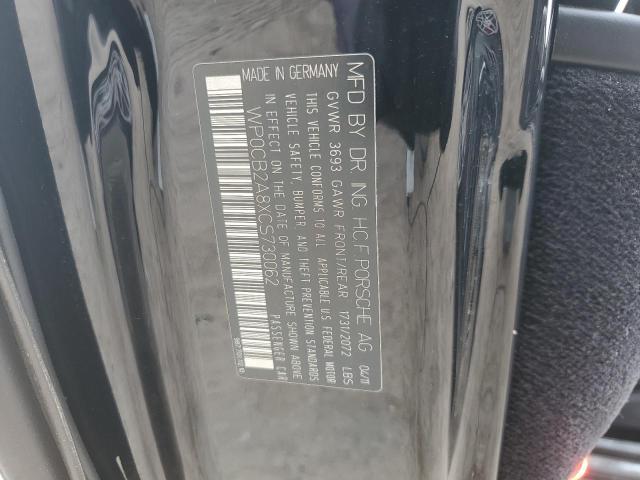 MFD BY DR. ING. H.C.F. PORSCHE AG 04/11
GVWR 3693 GAWR FRONT/REAR 1731/2072 LBS
THIS VEHICLE CONFORMS TO ALL APPLICABLE U.S. FEDERAL MOTOR
VEHICLE SAFETY, BUMPER, AND THEFT PREVENTION STANDARDS
IN EFFECT ON THE DATE OF MANUFACTURE SHOWN ABOVE
WP0CB2A8XCS730062 PASSENGER CAR
MADE IN GERMANY